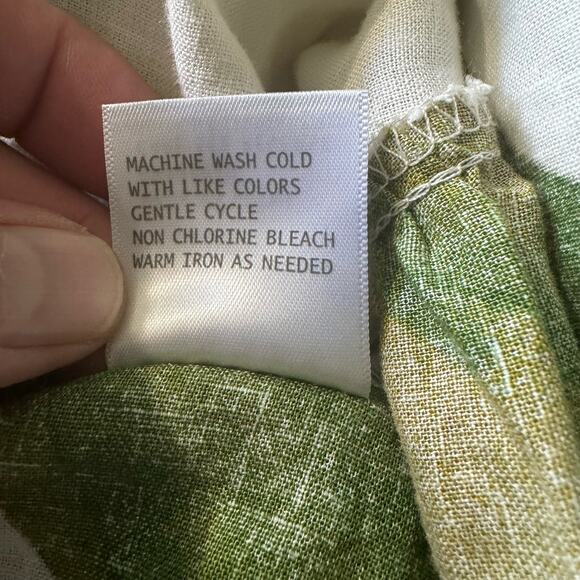 MACHINE WASH COLD
WITH LIKE COLORS
GENTLE CYCLE
NON CHLORINE BLEACH
WARM IRON AS NEEDED